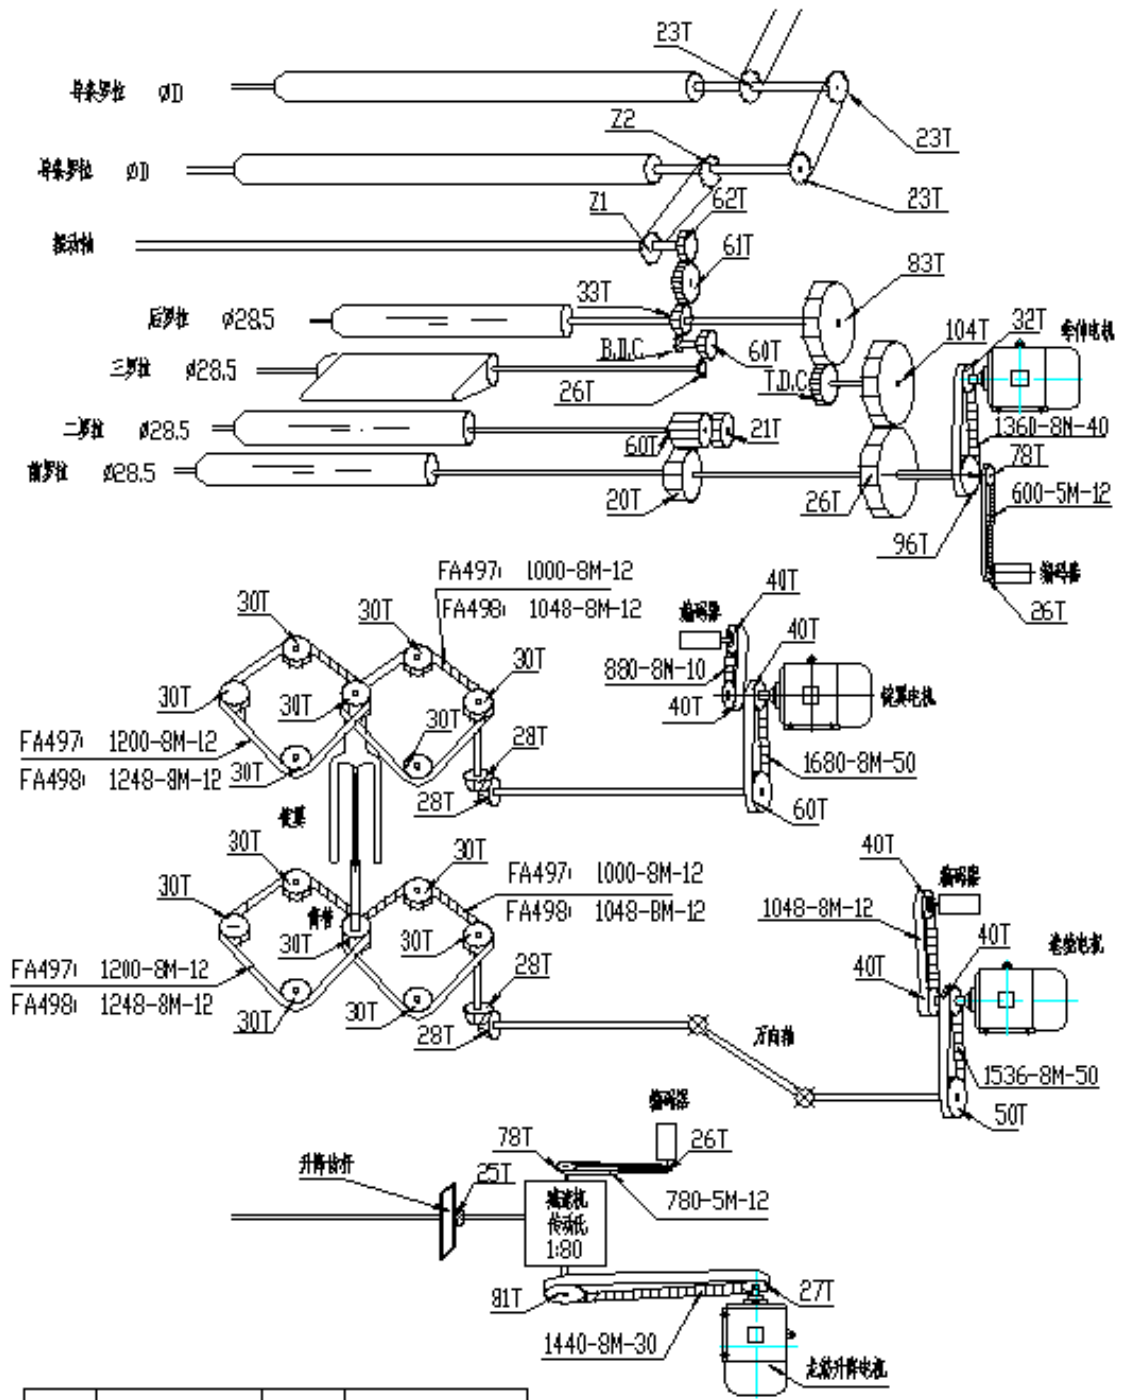 23T
导条罗拉 ØD
23T
Z2
导条罗拉 ØD
23T
Z1
62T
振动轴
61T
83T
33T
后罗拉 Ø28.5
104T
32T
牵伸电机
B.D.C
60T
三罗拉 Ø28.5
T.D.C
26T
1360-8N-40
二罗拉 Ø28.5
60T
21T
前罗拉 Ø28.5
78T
600-5M-12
20T
26T
96T
编码器
26T
FA497: 1000-8M-12
FA498: 1048-8M-12
30T
30T
40T
编码器
40T
880-8N-10
30T
30T
30T
30T
锭翼电机
40T
FA497: 1200-8M-12
FA498: 1248-8M-12
30T
28T
1680-8M-50
28T
60T
锭翼
30T
30T
40T
FA497: 1000-8M-12
FA498: 1048-8M-12
编码器
30T
1048-8M-12
30T
30T
40T
40T
卷绕电机
FA497: 1200-8M-12
FA498: 1248-8M-12
28T
30T
30T
28T
万向轴
1536-8M-50
50T
编码器
78T
26T
升降齿杆
25T
780-5M-12
减速机
传动比
1:80
81T
27T
1440-8M-30
龙筋升降电机